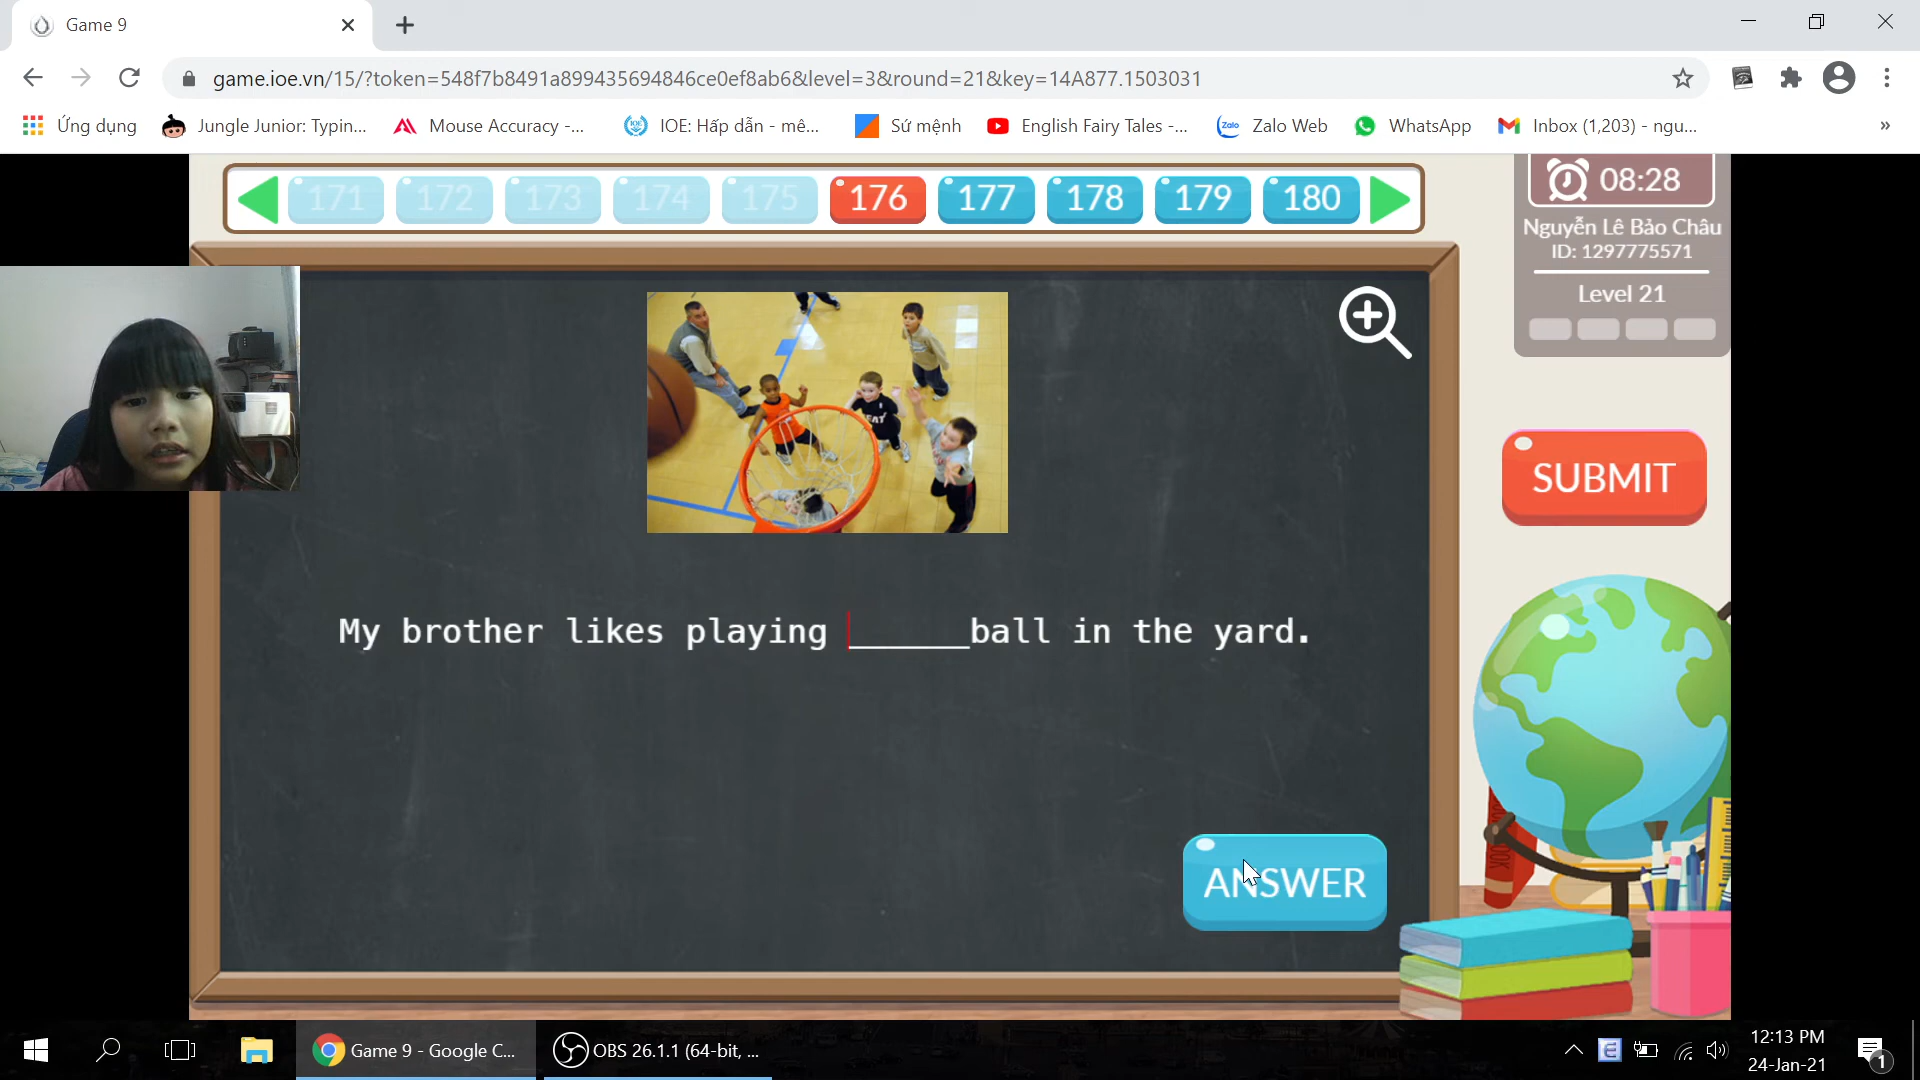 Game 9
game.ioe.vn/15/?token=548f7b8491a899435694846ce0ef8ab6&level=3&round=21&key=14A877.1503031
Ứng dụng Jungle Junior: Typin... Mouse Accuracy -... IOE: Hấp dẫn - mê... Sứ mệnh English Fairy Tales -... Zalo Web WhatsApp Inbox (1,203) - ngu... »
171 172 173 174 175 176 177 178 179 180
08:28
Nguyễn Lê Bảo Châu
ID: 1297775571
Level 21
SUBMIT
My brother likes playing ______ball in the yard.
ANSWER
Game 9 - Google C...
OBS 26.1.1 (64-bit, ...
12:13 PM
24-Jan-21
1